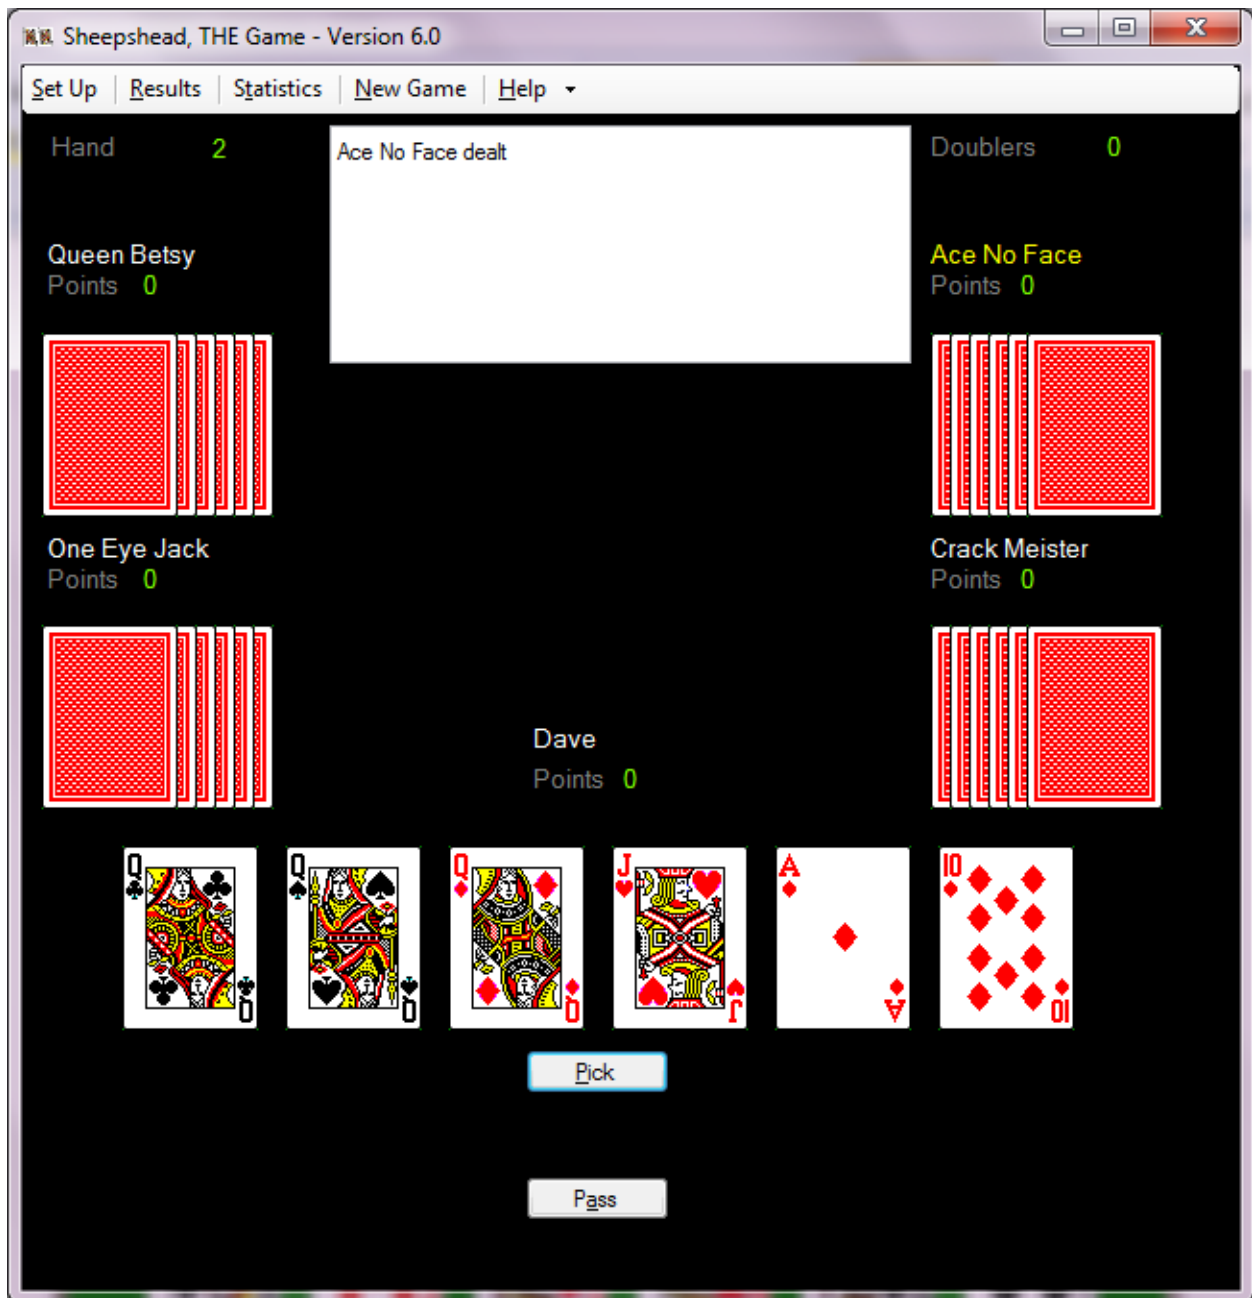 Sheepshead, THE Game - Version 6.0
Set Up Results Statistics New Game Help
Hand 2
Ace No Face dealt
Doublers 0
Queen Betsy
Points 0
Ace No Face
Points 0
One Eye Jack
Points 0
Crack Meister
Points 0
Dave
Points 0
Q Q Q J A 10
Q Q Q J A 10
Pick
Pass